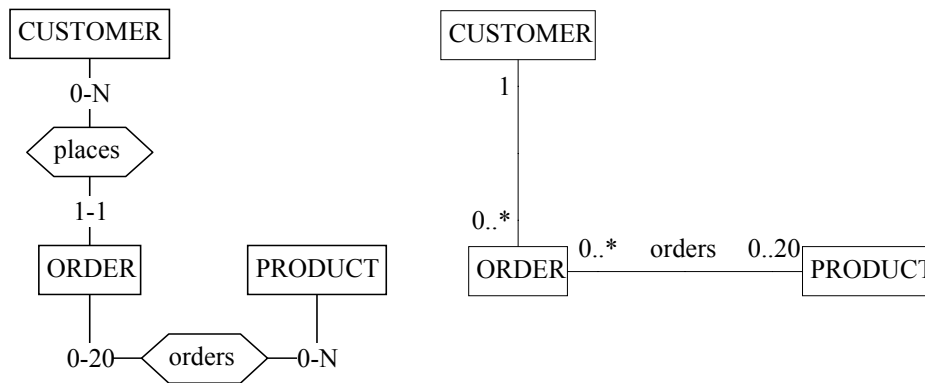 CUSTOMER
0-N
places
1-1
ORDER
PRODUCT
0-20
orders
0-N
CUSTOMER
1
0..*
0..* orders 0..20
ORDER
PRODUCT